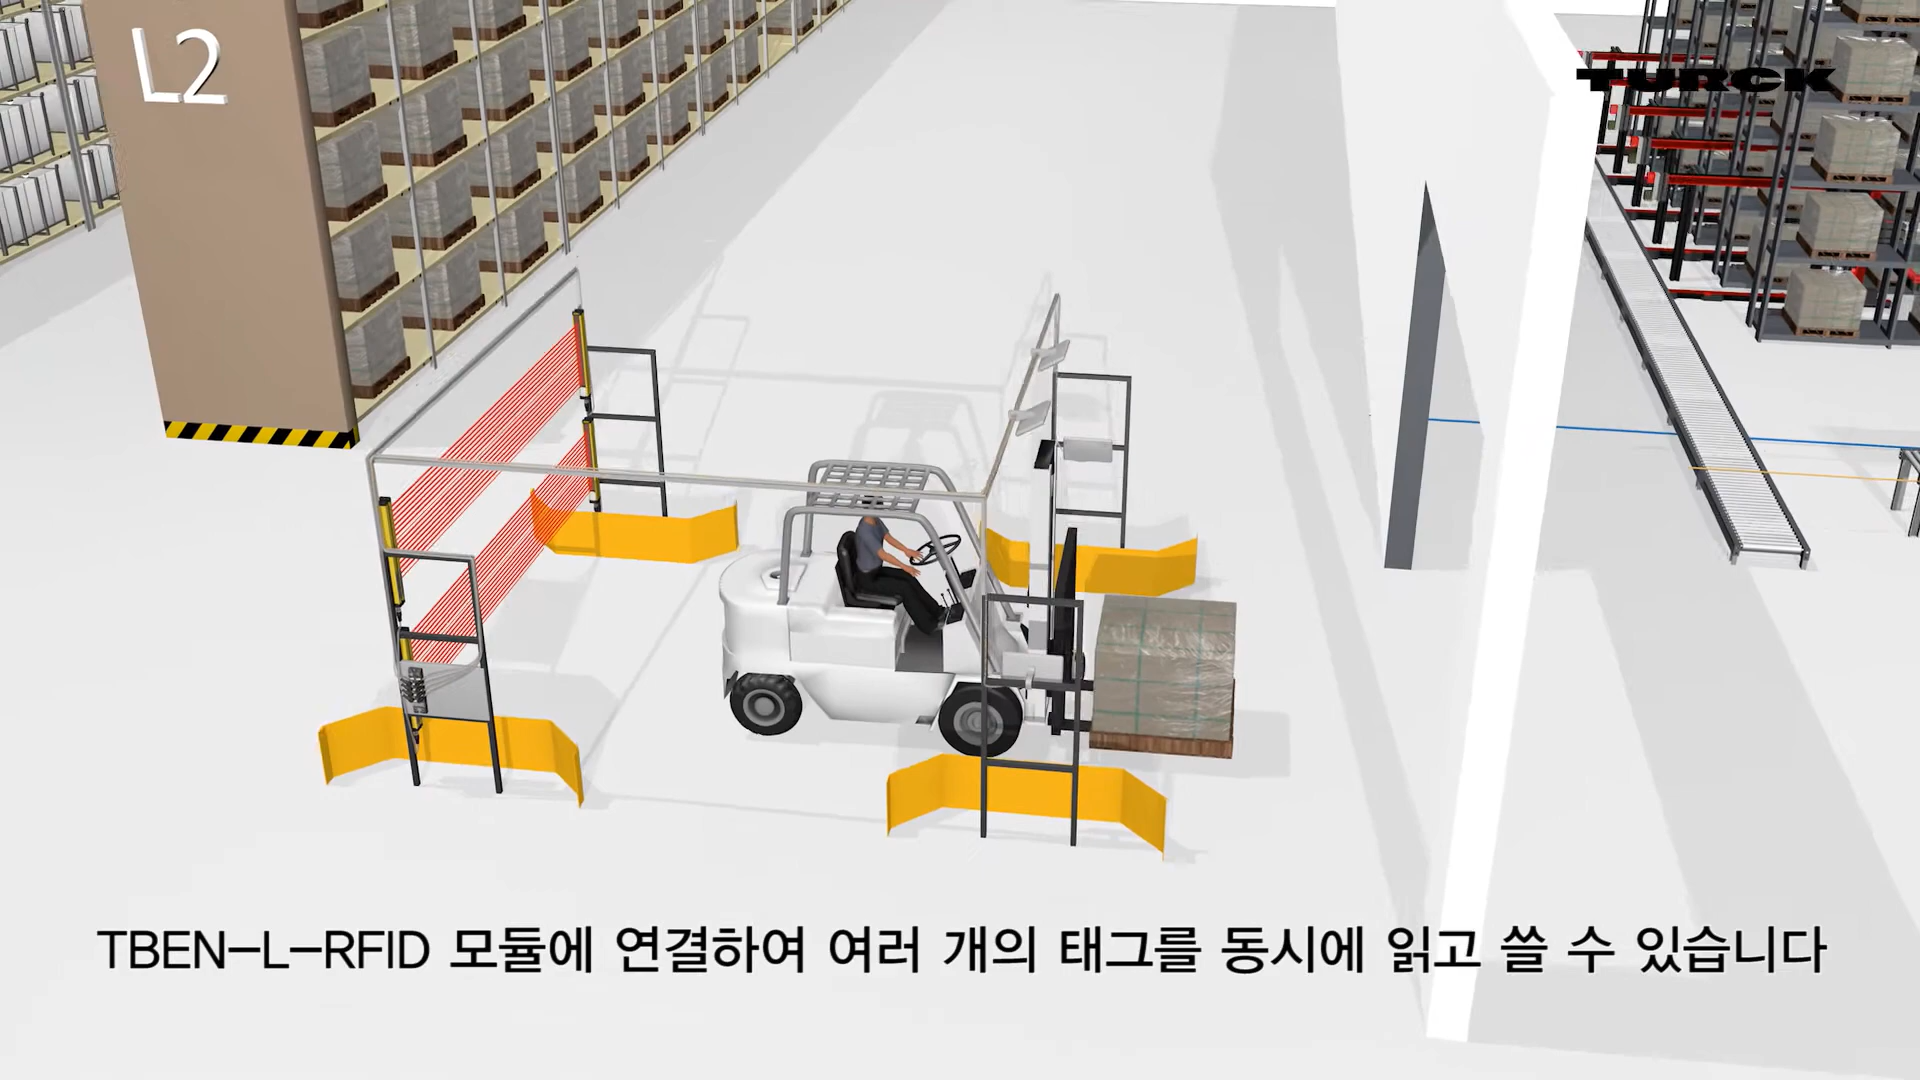 L2
TURCK
TBEN-L-RFID 모듈에 연결하여 여러 개의 태그를 동시에 읽고 쓸 수 있습니다